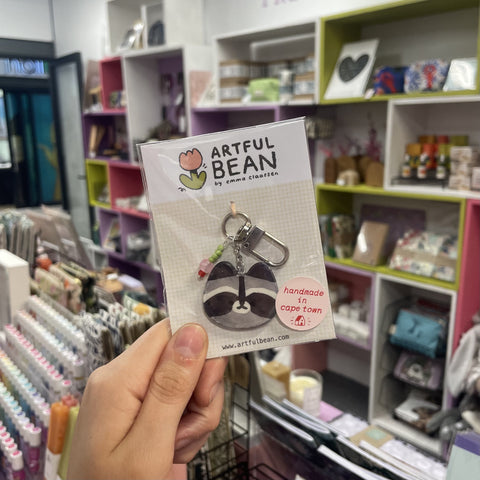 ARTFUL
BEAN
by emma claassen
handmade
in
cape town
www.artfulbean.com